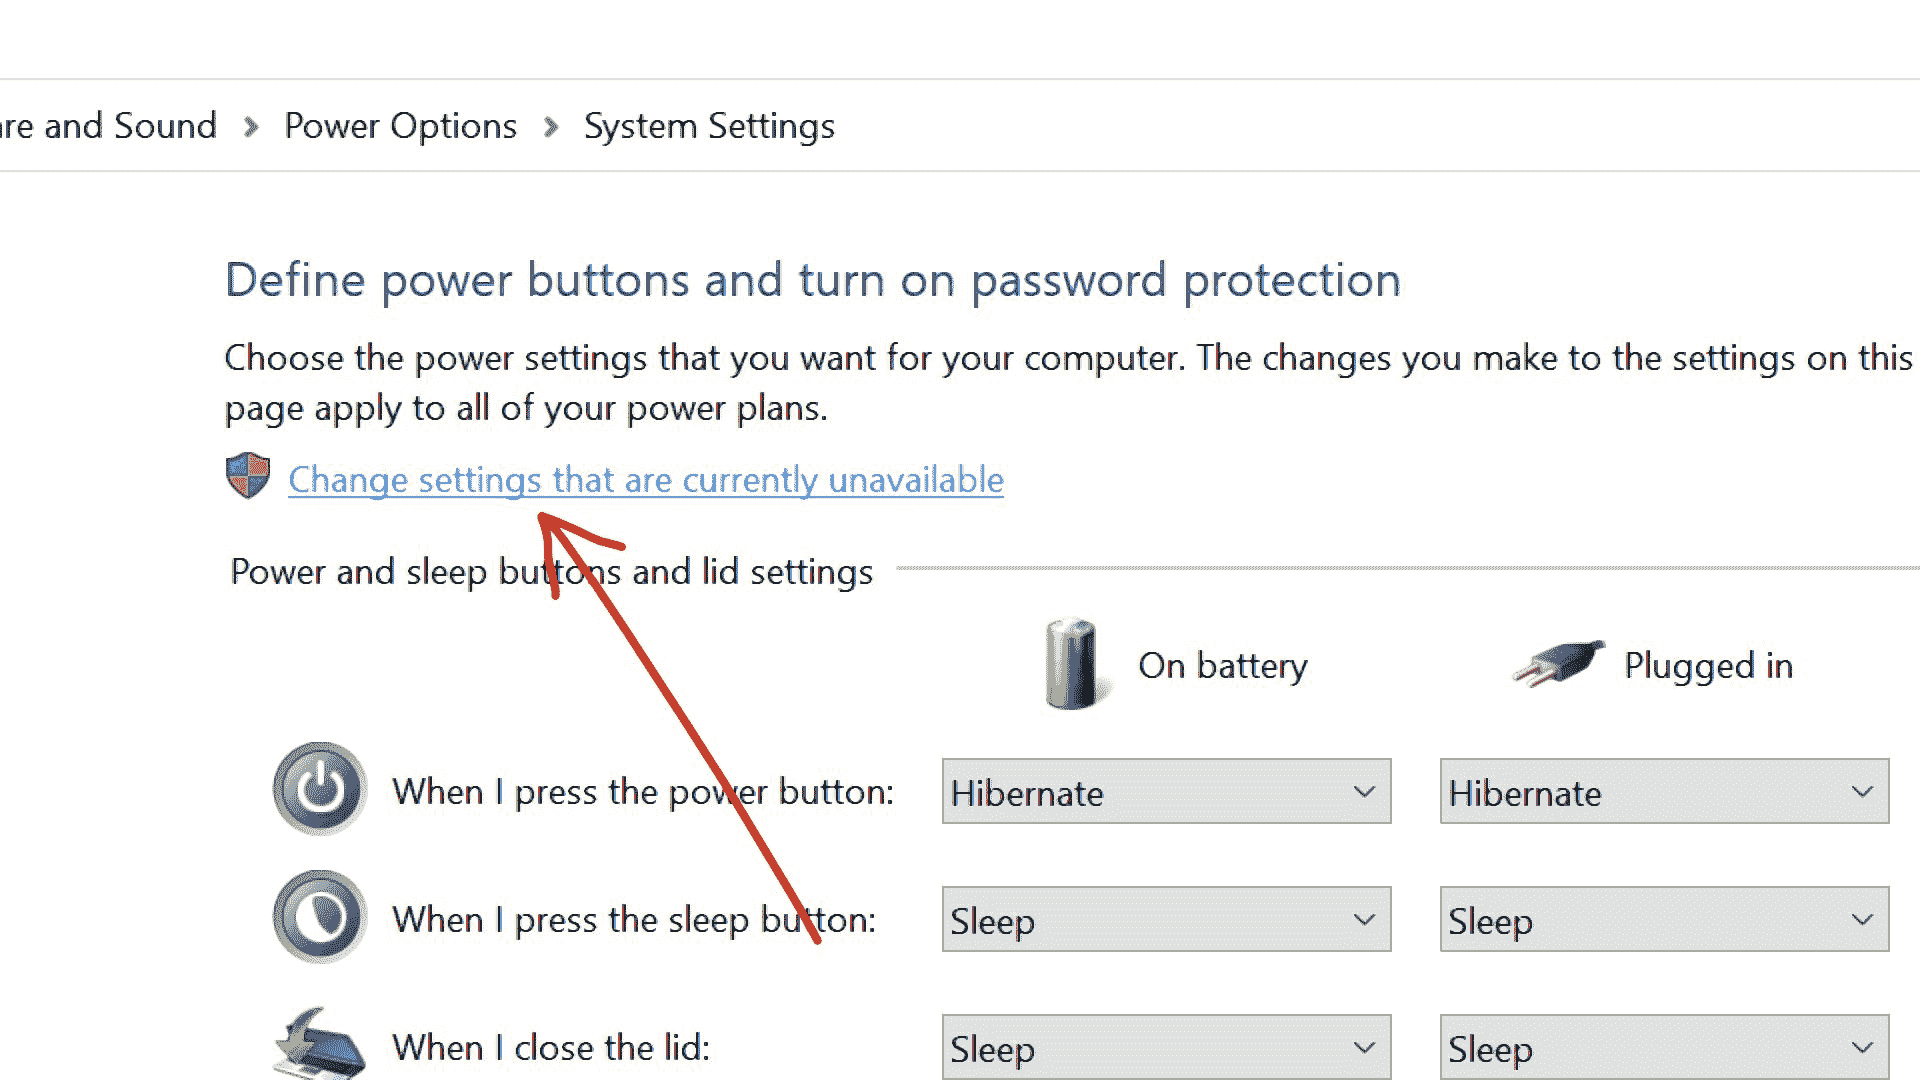 and Sound > Power Options > System Settings
Define power buttons and turn on password protection
Choose the power settings that you want for your computer. The changes you make to the settings on this
page apply to all of your power plans.
Change settings that are currently unavailable
Power and sleep buttons and lid settings
On battery Plugged in
When I press the power button: Hibernate Hibernate
When I press the sleep button: Sleep Sleep
When I close the lid: Sleep Sleep